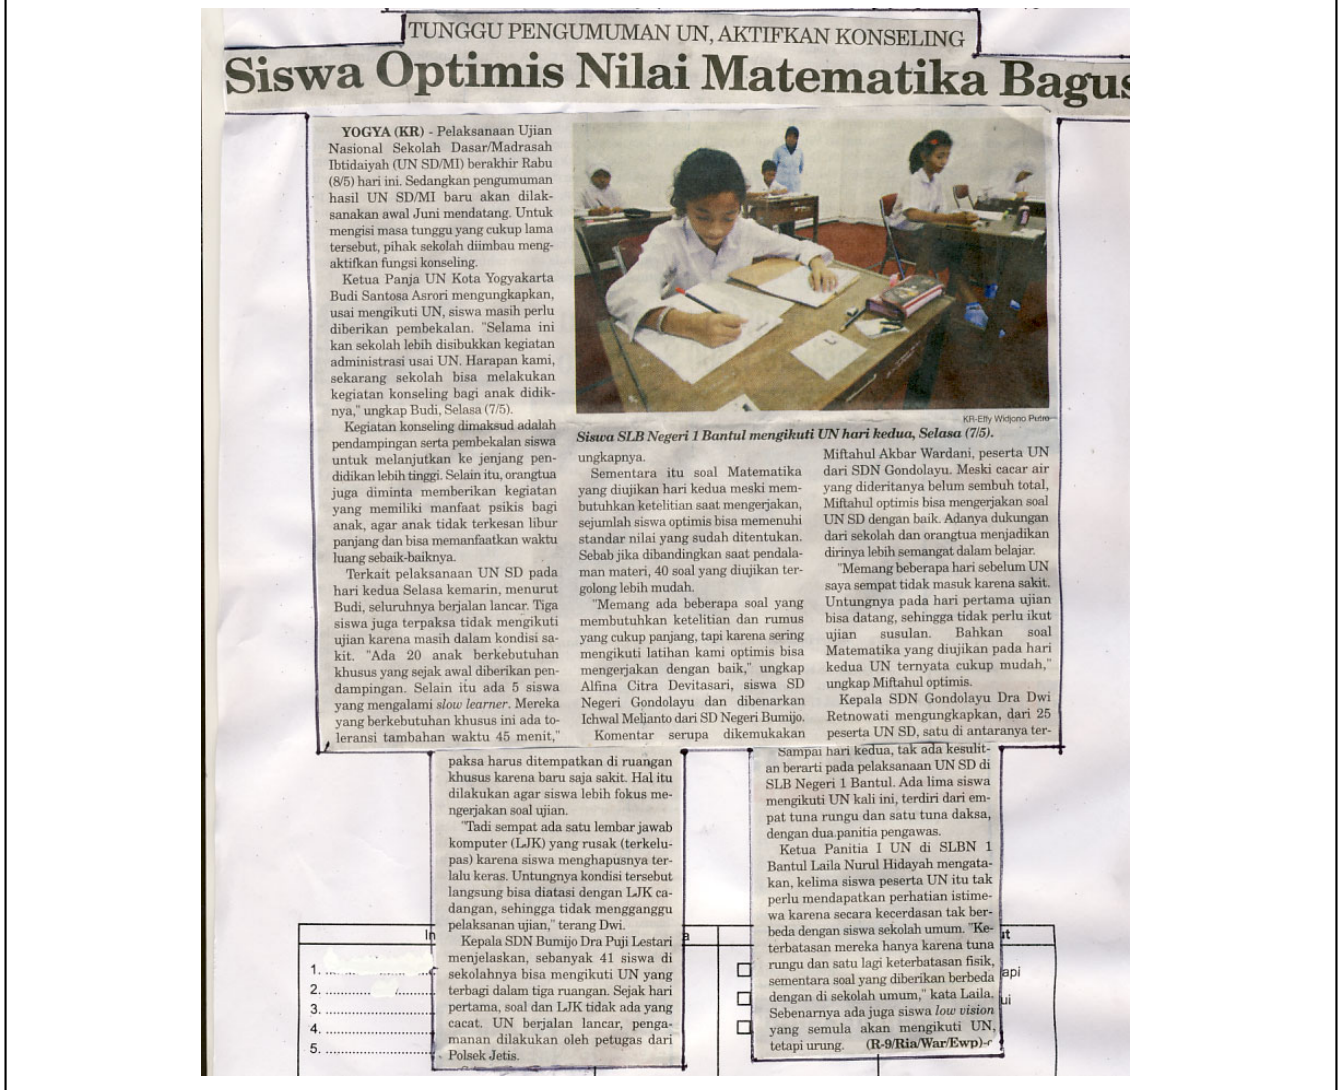 TUNGGU PENGUMUMAN UN, AKTIFKAN KONSELING
Siswa Optimis Nilai Matematika Bagus
YOGYA (KR) - Pelaksanaan Ujian
Nasional Sekolah Dasar/Madrasah
Ibtidaiyah (UN SD/MI) berakhir Rabu
(8/5) hari ini. Sedangkan pengumuman
hasil UN SD/MI baru akan dilak-
sanakan awal Juni mendatang. Untuk
mengisi masa tunggu yang cukup lama
tersebut, pihak sekolah diimbau meng-
aktifkan fungsi konseling.
Ketua Panja UN Kota Yogyakarta
Budi Santosa Asrori mengungkapkan,
usai mengikuti UN, siswa masih perlu
diberikan pembekalan. "Selama ini
kan sekolah lebih disibukkan kegiatan
administrasi usai UN. Harapan kami,
sekarang sekolah bisa melakukan
kegiatan konseling bagi anak didik-
nya," ungkap Budi, Selasa (7/5).
Kegiatan konseling dimaksud adalah
pendampingan serta pembekalan siswa
untuk melanjutkan ke jenjang pen-
didikan lebih tinggi. Selain itu, orangtua
juga diminta memberikan kegiatan
yang memiliki manfaat psikis bagi
anak, agar anak tidak terkesan libur
panjang dan bisa memanfaatkan waktu
luang sebaik-baiknya.
Terkait pelaksanaan UN SD pada
hari kedua Selasa kemarin, menurut
Budi, seluruhnya berjalan lancar. Tiga
siswa juga terpaksa tidak mengikuti
ujian karena masih dalam kondisi sa-
kit. "Ada 20 anak berkebutuhan
khusus yang sejak awal diberikan pen-
dampingan. Selain itu ada 5 siswa
yang mengalami slow learner. Mereka
yang berkebutuhan khusus ini ada to-
leransi tambahan waktu 45 menit,"
KR-Effy Widjono Putro
Siswa SLB Negeri 1 Bantul mengikuti UN hari kedua, Selasa (7/5).
ungkapnya.
Sementara itu soal Matematika
yang diujikan hari kedua meski mem-
butuhkan ketelitian saat mengerjakan,
sejumlah siswa optimis bisa memenuhi
standar nilai yang sudah ditentukan.
Sebab jika dibandingkan saat pendala-
man materi, 40 soal yang diujikan ter-
golong lebih mudah.
"Memang ada beberapa soal yang
membutuhkan ketelitian dan rumus
yang cukup panjang, tapi karena sering
mengikuti latihan kami optimis bisa
mengerjakan dengan baik," ungkap
Alfina Citra Devitasari, siswa SD
Negeri Gondolayu dan dibenarkan
Ichwal Meljanto dari SD Negeri Bumijo.
Komentar serupa dikemukakan
Miftahul Akbar Wardani, peserta UN
dari SDN Gondolayu. Meski cacar air
yang dideritanya belum sembuh total,
Miftahul optimis bisa mengerjakan soal
UN SD dengan baik. Adanya dukungan
dari sekolah dan orangtua menjadikan
dirinya lebih semangat dalam belajar.
"Memang beberapa hari sebelum UN
saya sempat tidak masuk karena sakit.
Untungnya pada hari pertama ujian
bisa datang, sehingga tidak perlu ikut
ujian susulan. Bahkan soal
Matematika yang diujikan pada hari
kedua UN ternyata cukup mudah,"
ungkap Miftahul optimis.
Kepala SDN Gondolayu Dra Dwi
Retnowati mengungkapkan, dari 25
peserta UN SD, satu di antaranya ter-
paksa harus ditempatkan di ruangan
khusus karena baru saja sakit. Hal itu
dilakukan agar siswa lebih fokus me-
ngerjakan soal ujian.
"Tadi sempat ada satu lembar jawab
komputer (LJK) yang rusak (terkelu-
pas) karena siswa menghapusnya ter-
lalu keras. Untungnya kondisi tersebut
langsung bisa diatasi dengan LJK ca-
dangan, sehingga tidak mengganggu
pelaksanan ujian," terang Dwi.
Kepala SDN Bumijo Dra Puji Lestari
menjelaskan, sebanyak 41 siswa di
sekolahnya bisa mengikuti UN yang
terbagi dalam tiga ruangan. Sejak hari
pertama, soal dan LJK tidak ada yang
cacat. UN berjalan lancar, penga-
manan dilakukan oleh petugas dari
Polsek Jetis.
Sampai hari kedua, tak ada kesulit-
an berarti pada pelaksanaan UN SD di
SLB Negeri 1 Bantul. Ada lima siswa
mengikuti UN kali ini, terdiri dari em-
pat tuna rungu dan satu tuna daksa,
dengan dua panitia pengawas.
Ketua Panitia I UN di SLBN 1
Bantul Laila Nurul Hidayah mengata-
kan, kelima siswa peserta UN itu tak
perlu mendapatkan perhatian istime-
wa karena secara kecerdasan tak ber-
beda dengan siswa sekolah umum. "Ke-
terbatasan mereka hanya karena tuna
rungu dan satu lagi keterbatasan fisik,
sementara soal yang diberikan berbeda
dengan di sekolah umum," kata Laila.
Sebenarnya ada juga siswa low vision
yang semula akan mengikuti UN,
tetapi urung. (R-9/Ria/War/Ewp)-
1.
2.
3.
4.
5.